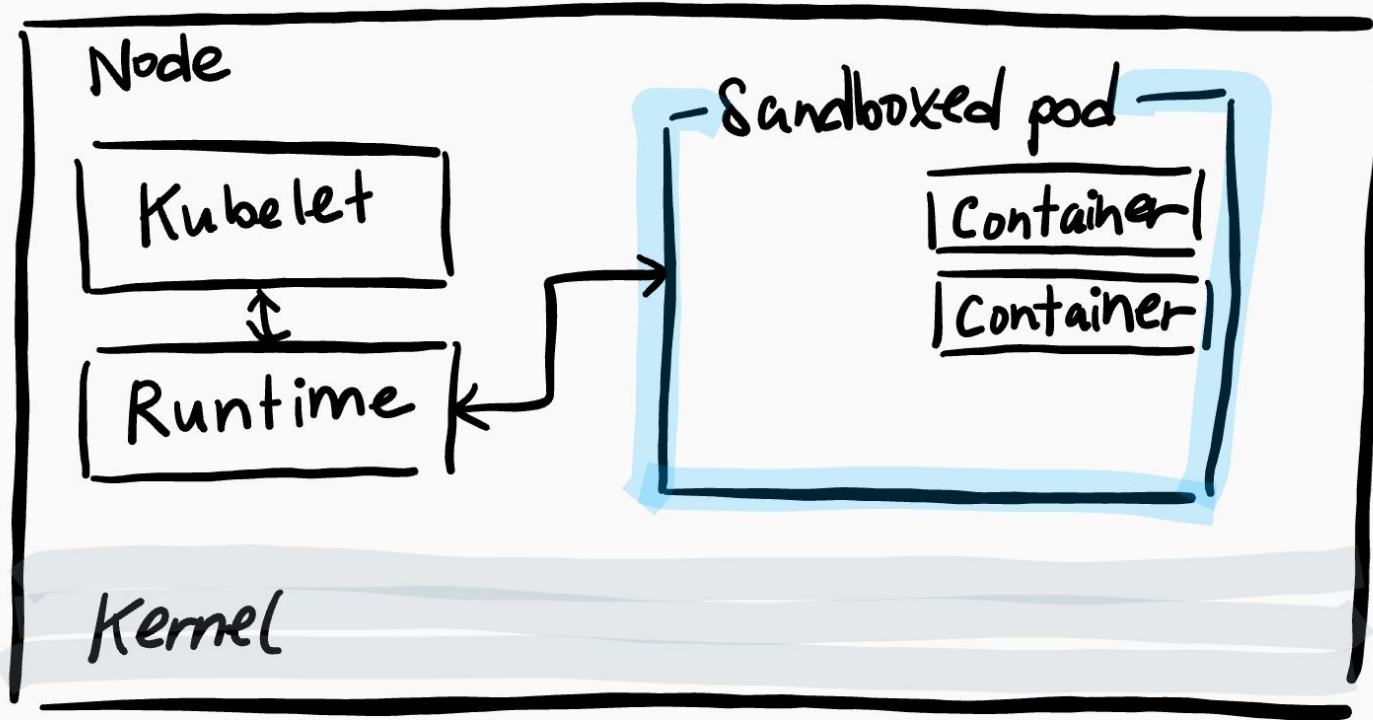 Node
Sandboxed pod
Kubelet
Container
Container
Runtime
Kernel